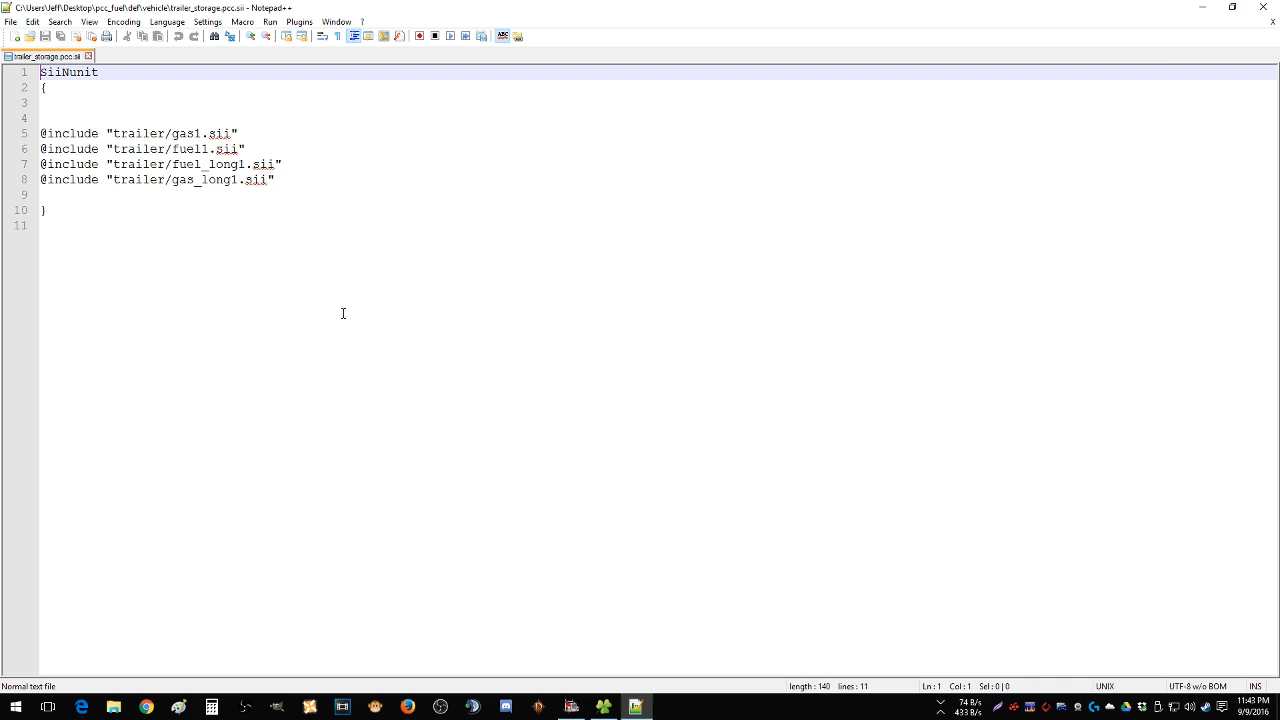 C:\Users\Jeff\Desktop\pcc_fuel\def\vehicle\trailer_storage.pcc.sii - Notepad++
File Edit Search View Encoding Language Settings Macro Run Plugins Window ? X
trailer_storage.pcc.sii
1 SiiNunit
2 {
3
4
5 @include "trailer/gas1.sii"
6 @include "trailer/fuel1.sii"
7 @include "trailer/fuel_long1.sii"
8 @include "trailer/gas_long1.sii"
9
10 }
11
Normal text file length : 140 lines : 11 Ln : 1 Col : 1 Sel : 0 | 0 UNIX UTF-8 w/o BOM INS
74 B/s 11:43 PM
433 B/s 9/9/2016